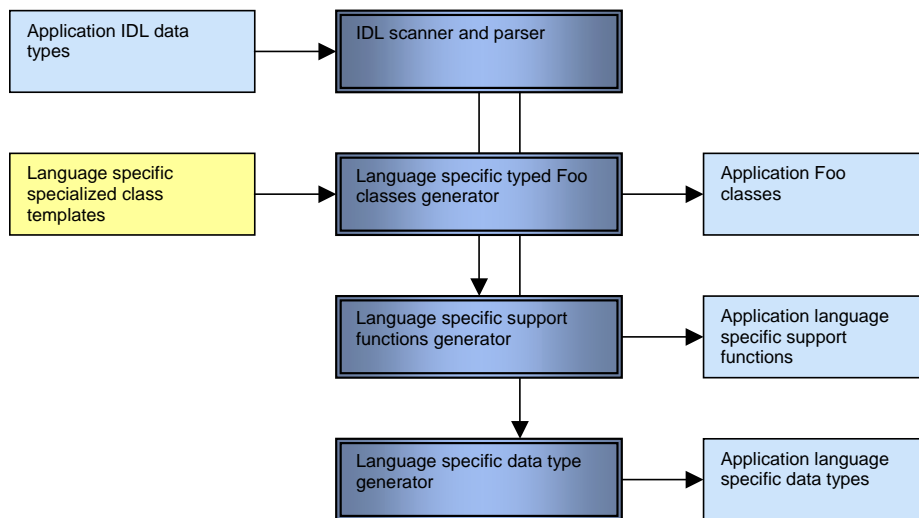 Application IDL data
types
IDL scanner and parser
Language specific
specialized class
templates
Language specific typed Foo
classes generator
Application Foo
classes
Language specific support
functions generator
Application language
specific support
functions
Language specific data type
generator
Application language
specific data types